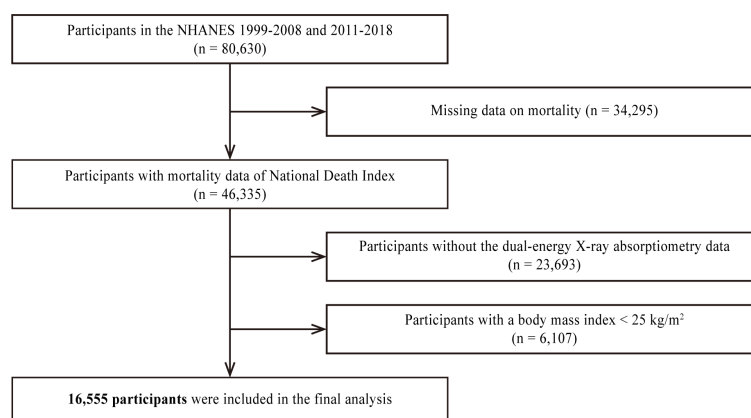 Participants in the NHANES 1999-2008 and 2011-2018
(n = 80,630)
Missing data on mortality (n = 34,295)
Participants with mortality data of National Death Index
(n = 46,335)
Participants without the dual-energy X-ray absorptiometry data
(n = 23,693)
Participants with a body mass index < 25 kg/m²
(n = 6,107)
16,555 participants were included in the final analysis